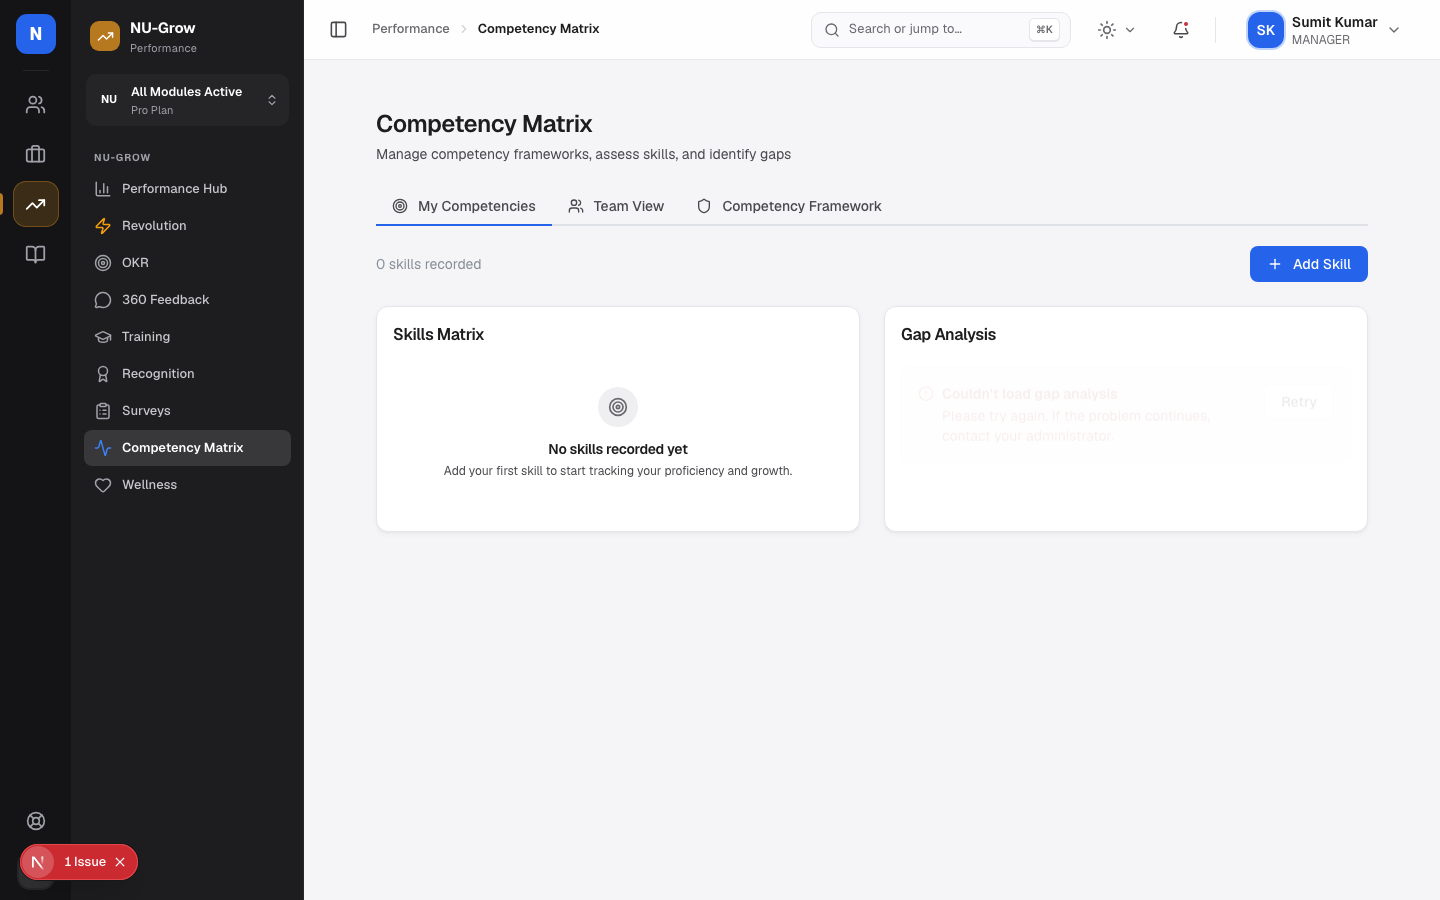 N
NU-Grow
Performance
NU
All Modules Active
Pro Plan
NU-GROW
Performance Hub
Revolution
OKR
360 Feedback
Training
Recognition
Surveys
Competency Matrix
Wellness
N
1 Issue
Performance
Competency Matrix
Search or jump to...
⌘K
SK
Sumit Kumar
MANAGER
Competency Matrix
Manage competency frameworks, assess skills, and identify gaps
My Competencies
Team View
Competency Framework
0 skills recorded
Add Skill
Skills Matrix
No skills recorded yet
Add your first skill to start tracking your proficiency and growth.
Gap Analysis
Couldn't load gap analysis
Please try again. If the problem continues,
contact your administrator.
Retry